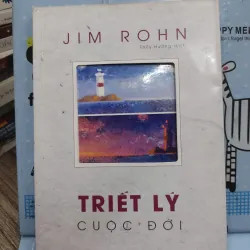 JIM ROHN
TRIẾT LÝ
CUỘC ĐỜI